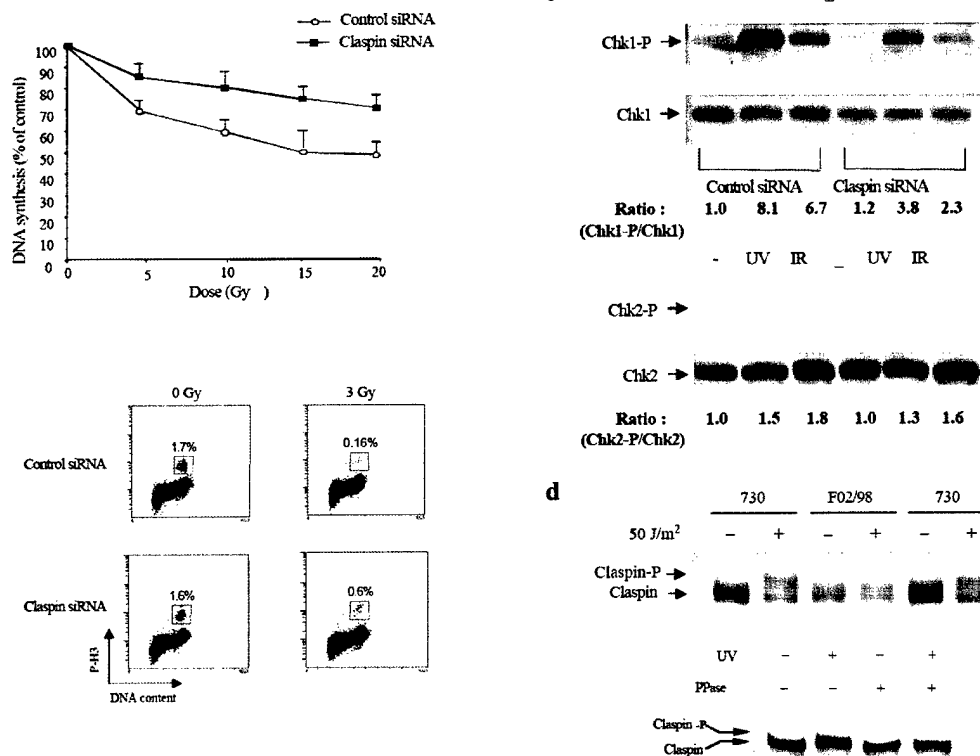 Control siRNA
Claspin siRNA
DNA synthesis (% of control)
100
90
80
70
60
50
40
30
20
10
0
0 5 10 15 20
Dose (Gy )
0 Gy 3 Gy
Control siRNA
1.7% 0.16%
Claspin siRNA
1.6% 0.6%
P-H3
DNA content
Chk1-P
Chk1
Control siRNA Claspin siRNA
Ratio : 1.0 8.1 6.7 1.2 3.8 2.3
(Chk1-P/Chk1)
- UV IR _ UV IR
Chk2-P
Chk2
Ratio : 1.0 1.5 1.8 1.0 1.3 1.6
(Chk2-P/Chk2)
d
730 F02/98 730
50 J/m² – + – + – +
Claspin-P
Claspin
UV – + – +
PPase – – + +
Claspin -P
Claspin